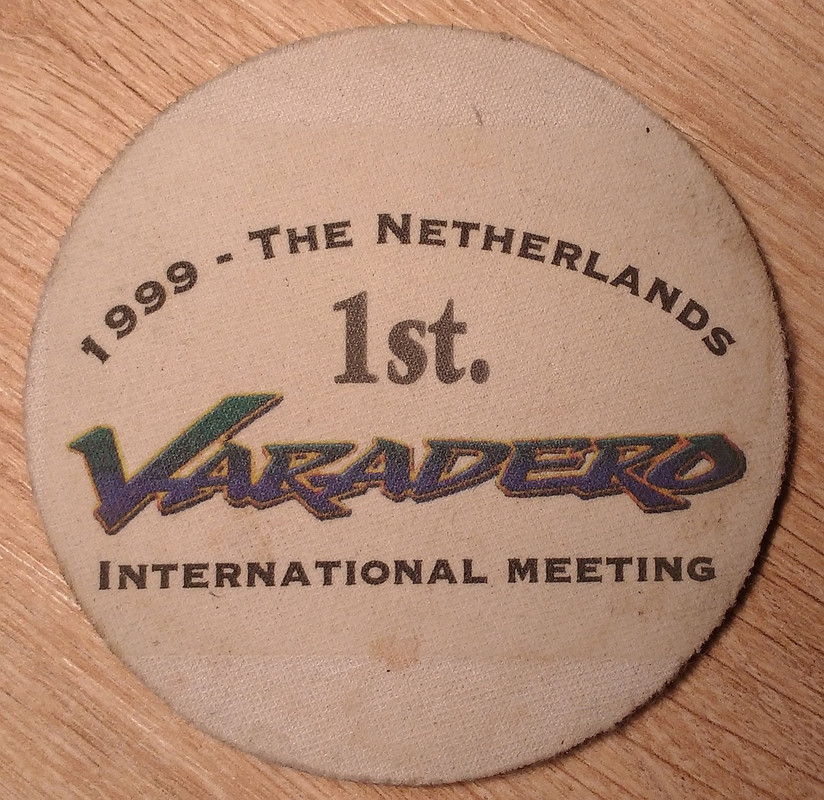 1999 - The Netherlands
1st.
VARADERO
International meeting